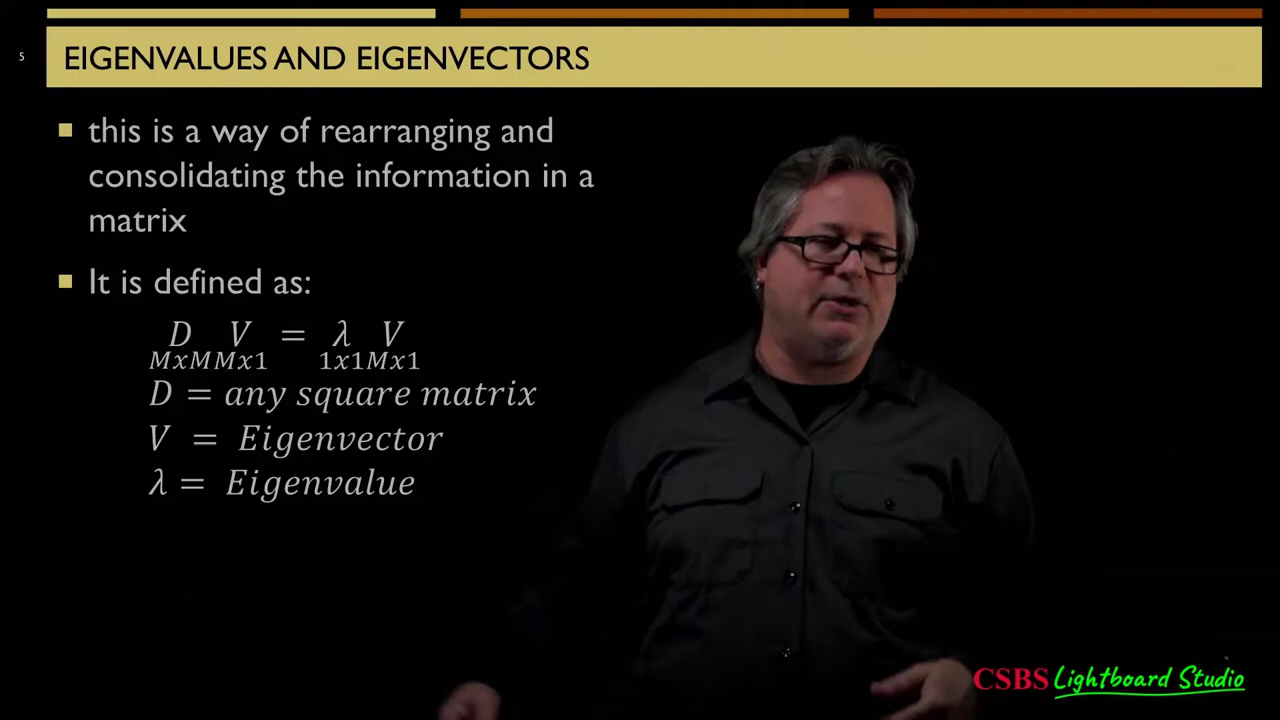 5
EIGENVALUES AND EIGENVECTORS
this is a way of rearranging and
consolidating the information in a
matrix
It is defined as:
D V = λ V
MxMMx1 1x1Mx1
D = any square matrix
V = Eigenvector
λ = Eigenvalue
CSBS Lightboard Studio